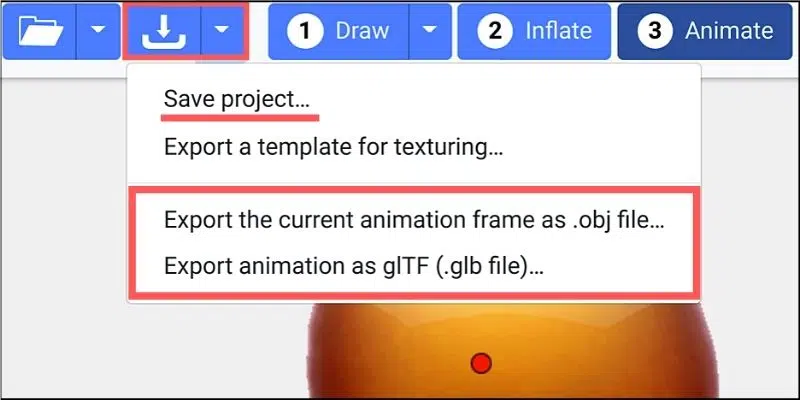 1 Draw
2 Inflate
3 Animate
Save project...
Export a template for texturing...
Export the current animation frame as .obj file...
Export animation as glTF (.glb file)...